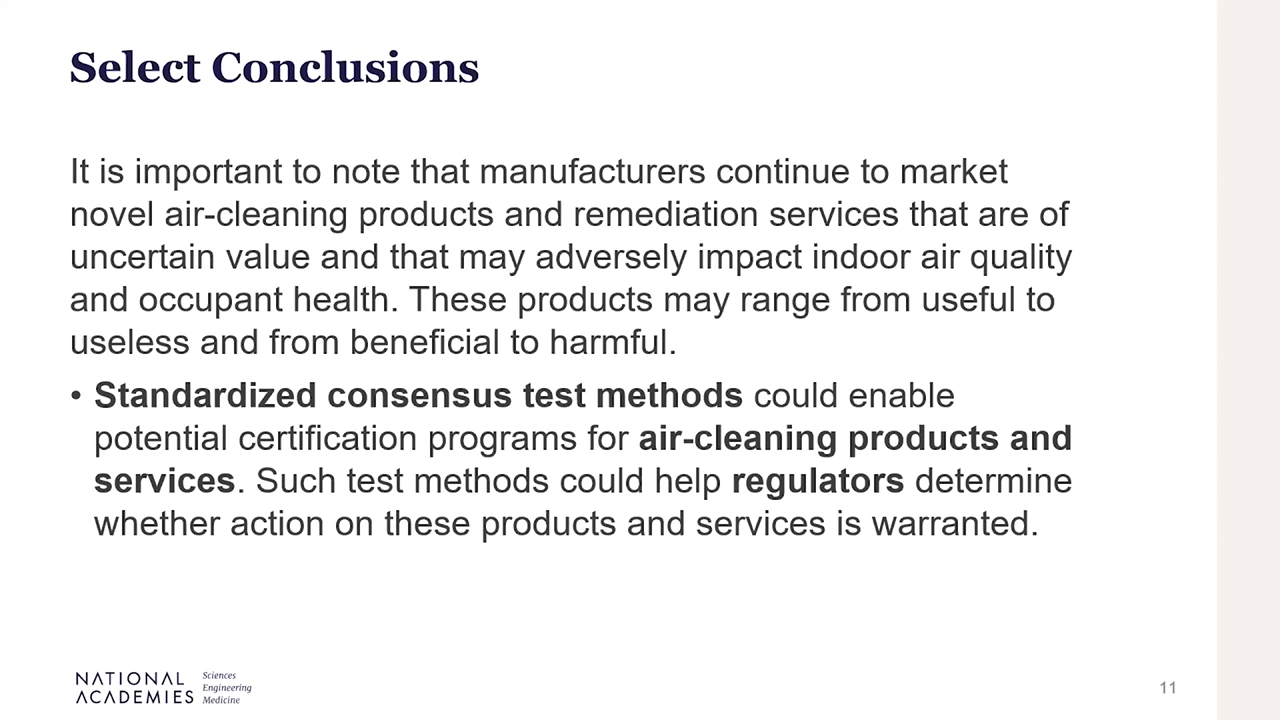 Select Conclusions
It is important to note that manufacturers continue to market
novel air-cleaning products and remediation services that are of
uncertain value and that may adversely impact indoor air quality
and occupant health. These products may range from useful to
useless and from beneficial to harmful.
• Standardized consensus test methods could enable
potential certification programs for air-cleaning products and
services. Such test methods could help regulators determine
whether action on these products and services is warranted.
NATIONAL
ACADEMIES
Sciences
Engineering
Medicine
11